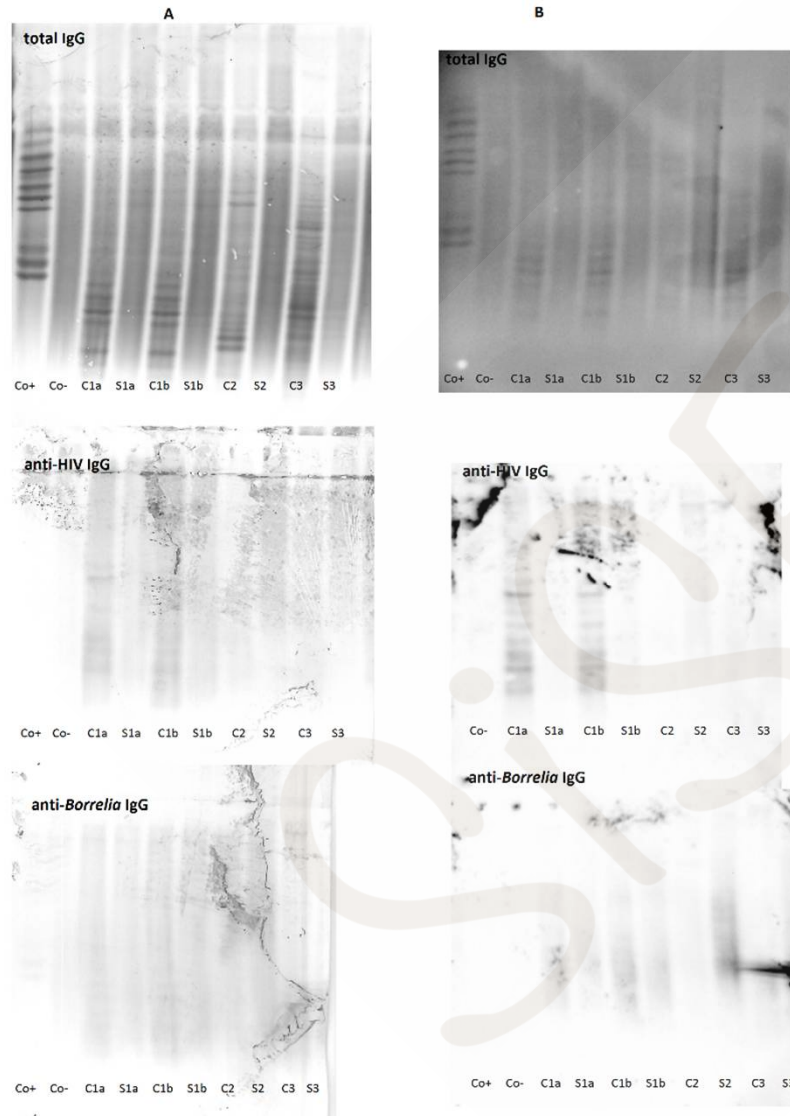 A
B
total IgG
total IgG
Co+ Co- C1a S1a C1b S1b C2 S2 C3 S3
Co+ Co- C1a S1a C1b S1b C2 S2 C3 S3
anti-HIV IgG
anti-HIV IgG
Co+ Co- C1a S1a C1b S1b C2 S2 C3 S3
Co- C1a S1a C1b S1b C2 S2 C3 S3
anti-Borrelia IgG
anti-Borrelia IgG
Co+ Co- C1a S1a C1b S1b C2 S2 C3 S3
Co+ Co- C1a S1a C1b S1b C2 S2 C3